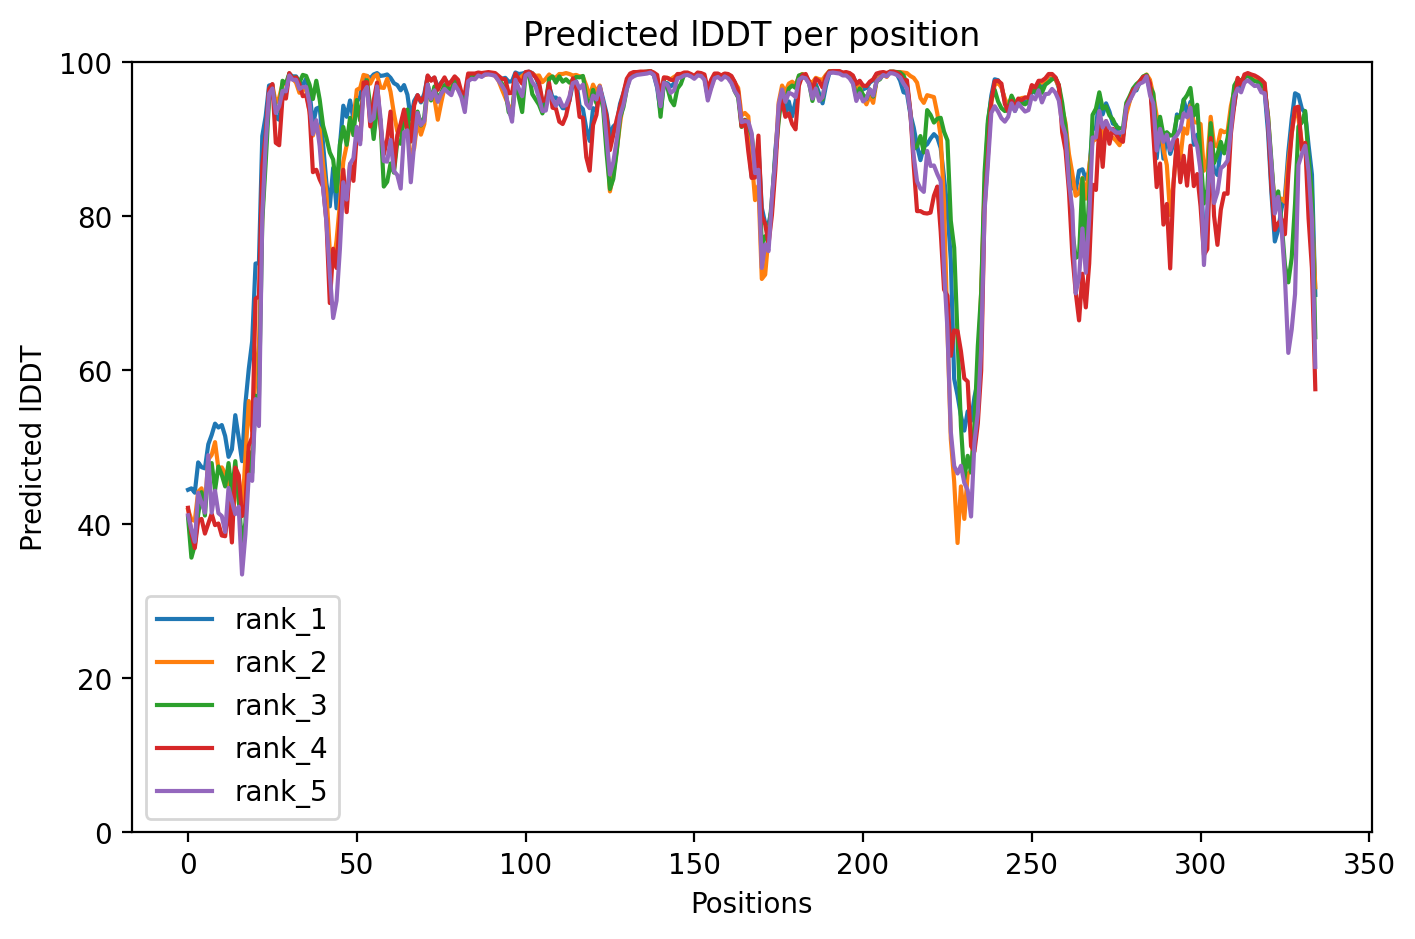 Predicted lDDT per position
Predicted lDDT
100
80
60
40
20
0
rank_1
rank_2
rank_3
rank_4
rank_5
0 50 100 150 200 250 300 350
Positions